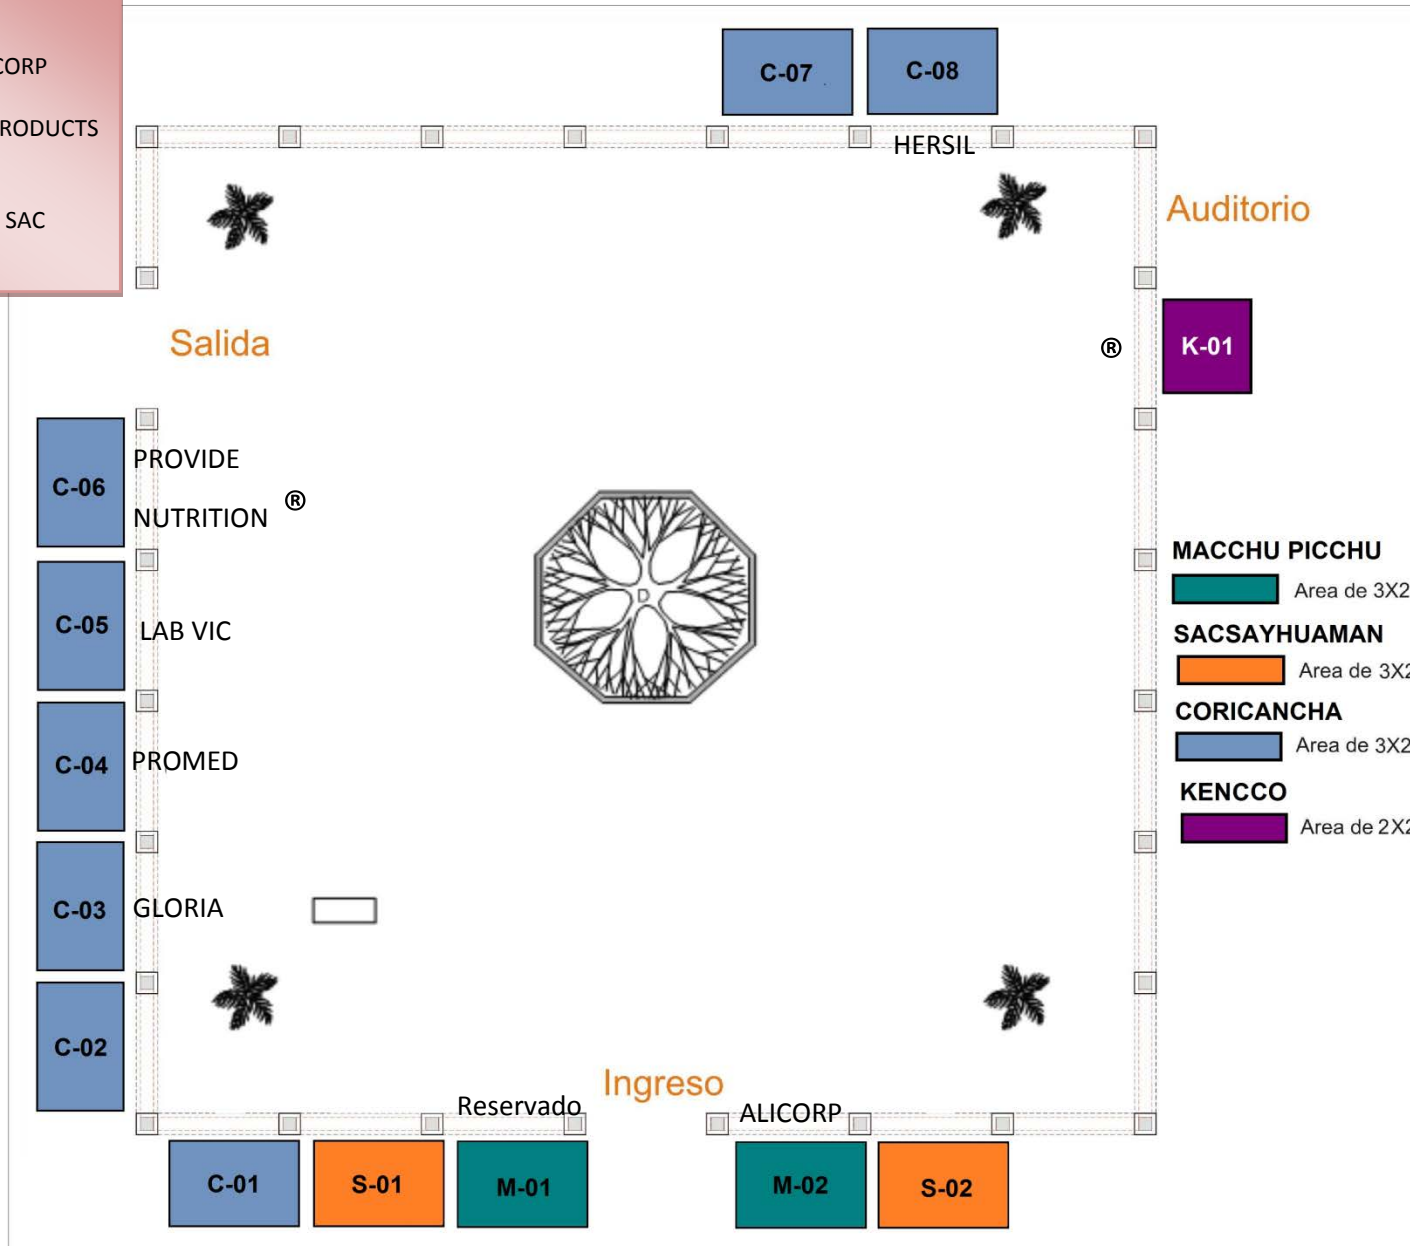 CORP
RODUCTS
SAC
C-07
C-08
HERSIL
Auditorio
Salida
®
K-01
C-06
PROVIDE
NUTRITION ®
C-05
LAB VIC
C-04
PROMED
C-03
GLORIA
C-02
MACCHU PICCHU
Area de 3X2
SACSAYHUAMAN
Area de 3X2
CORICANCHA
Area de 3X2
KENCCO
Area de 2X2
D
Ingreso
Reservado
ALICORP
C-01
S-01
M-01
M-02
S-02